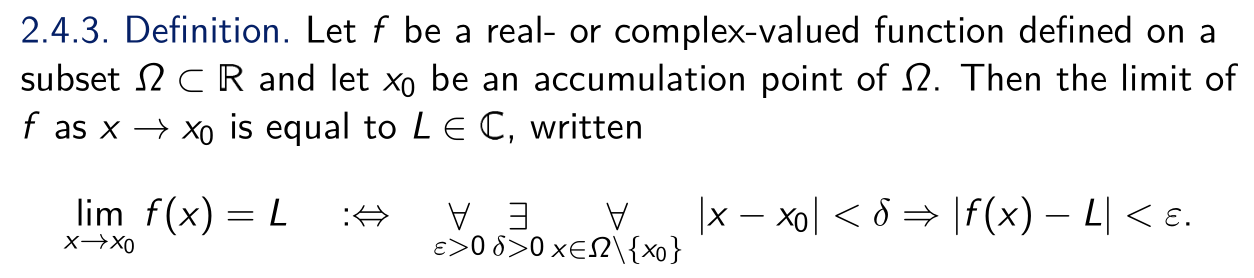 2.4.3. Definition. Let f be a real- or complex-valued function defined on a
subset Ω ⊂ ℝ and let x₀ be an accumulation point of Ω. Then the limit of
f as x → x₀ is equal to L ∈ ℂ, written
lim_{x→x₀} f(x) = L :⇔ ∀_{ε>0} ∃_{δ>0} ∀_{x∈Ω\{x₀}} |x − x₀| < δ ⇒ |f(x) − L| < ε.